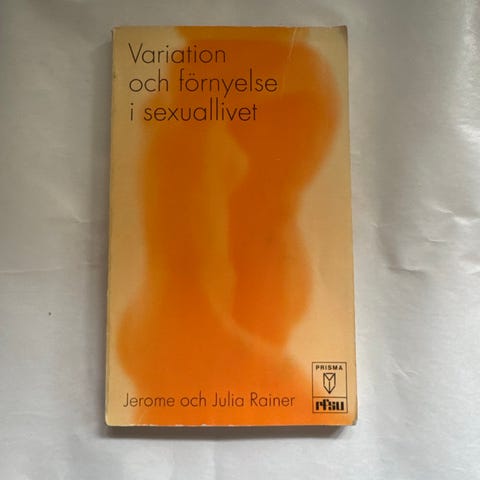 Variation
och förnyelse
i sexuallivet
PRISMA
rfsu
Jerome och Julia Rainer